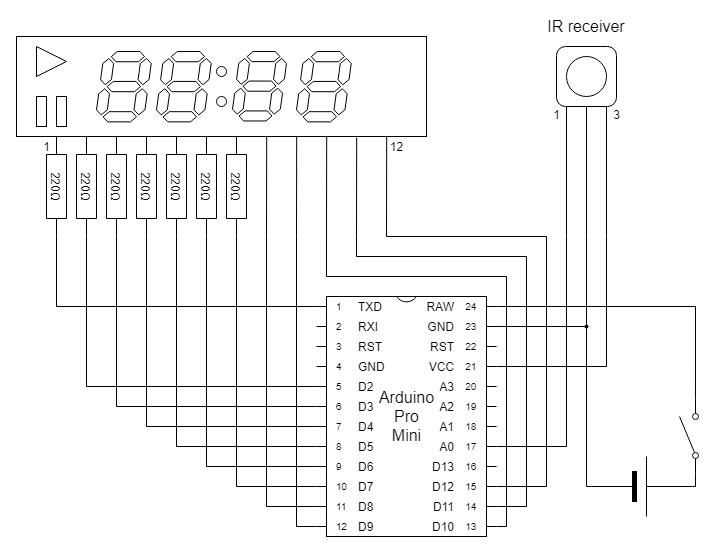 IR receiver
1 3
1 12
220Ω 220Ω 220Ω 220Ω 220Ω 220Ω 220Ω
1 TXD RAW 24
2 RXI GND 23
3 RST RST 22
4 GND VCC 21
5 D2 A3 20
Arduino
6 D3 A2 19
Pro
7 D4 A1 18
Mini
8 D5 A0 17
9 D6 D13 16
10 D7 D12 15
11 D8 D11 14
12 D9 D10 13